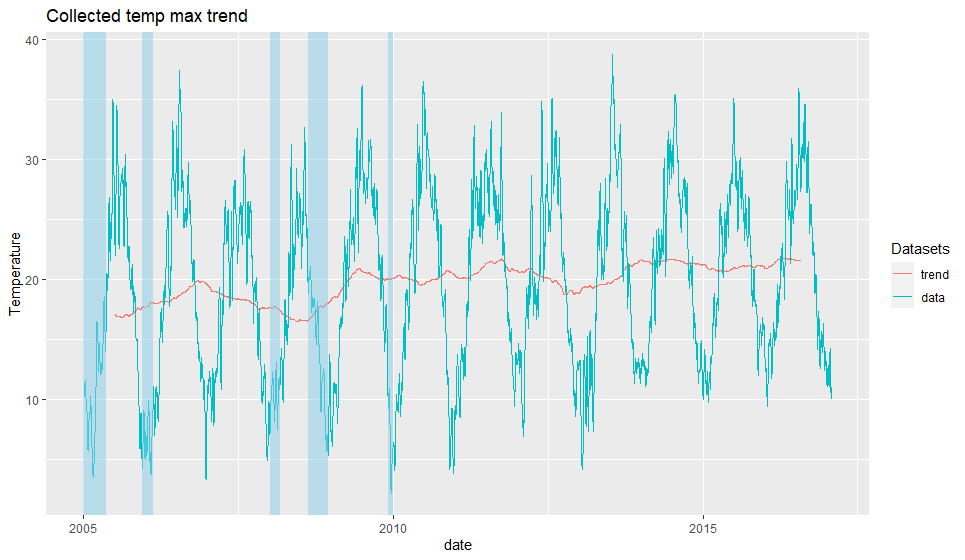 Collected temp max trend
40
30
20
10
Temperature
2005
2010
2015
date
Datasets
trend
data